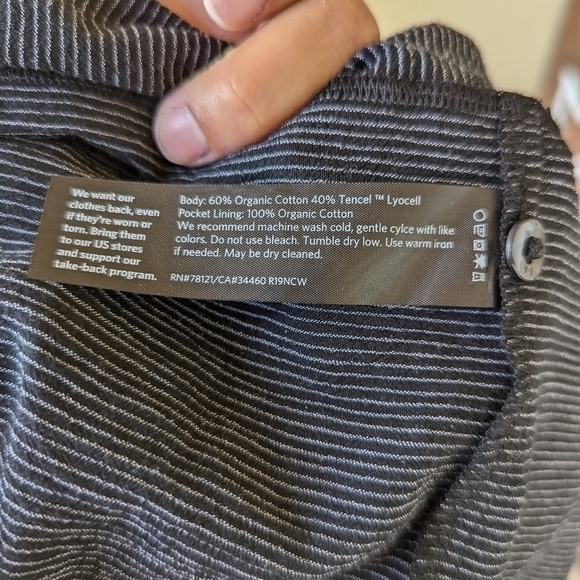 We want our
clothes back, even
if they're worn or
torn. Bring them
to our US stores
and support our
take-back program.
Body: 60% Organic Cotton 40% Tencel ™ Lyocell
Pocket Lining: 100% Organic Cotton
We recommend machine wash cold, gentle cylce with like
colors. Do not use bleach. Tumble dry low. Use warm iron
if needed. May be dry cleaned.
RN#78121/CA#34460 R19NCW